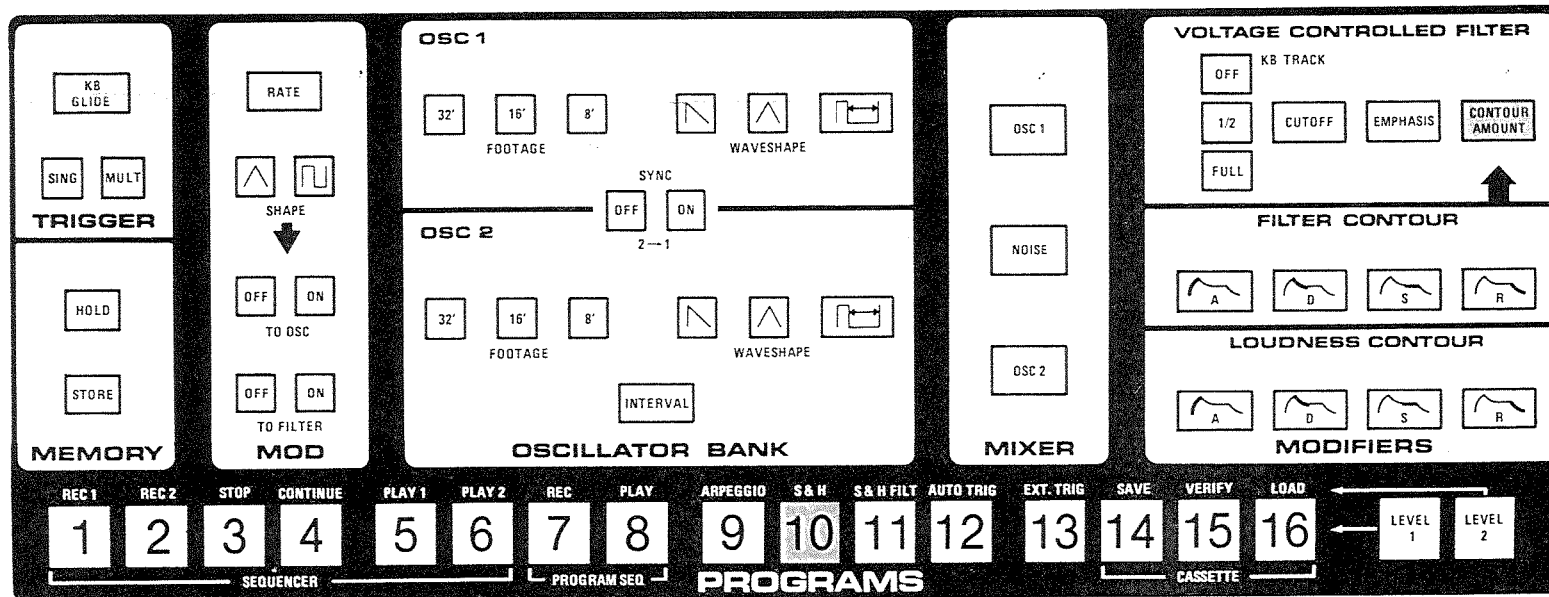 KB
GLIDE
SING MULT
TRIGGER
HOLD
STORE
MEMORY
RATE
SHAPE
OFF ON
TO OSC
OFF ON
TO FILTER
MOD
OSC 1
32' 16' 8'
FOOTAGE WAVESHAPE
SYNC
OFF ON
2→1
OSC 2
32' 16' 8'
FOOTAGE WAVESHAPE
INTERVAL
OSCILLATOR BANK
OSC 1
NOISE
OSC 2
MIXER
VOLTAGE CONTROLLED FILTER
OFF KB TRACK
1/2 CUTOFF EMPHASIS CONTOUR
AMOUNT
FULL
FILTER CONTOUR
A D S R
LOUDNESS CONTOUR
A D S R
MODIFIERS
REC 1 REC 2 STOP CONTINUE PLAY 1 PLAY 2 REC PLAY ARPEGGIO S & H S & H FILT AUTO TRIG EXT. TRIG SAVE VERIFY LOAD
1 2 3 4 5 6 7 8 9 10 11 12 13 14 15 16
LEVEL
1
LEVEL
2
SEQUENCER PROGRAM SEQ PROGRAMS CASSETTE